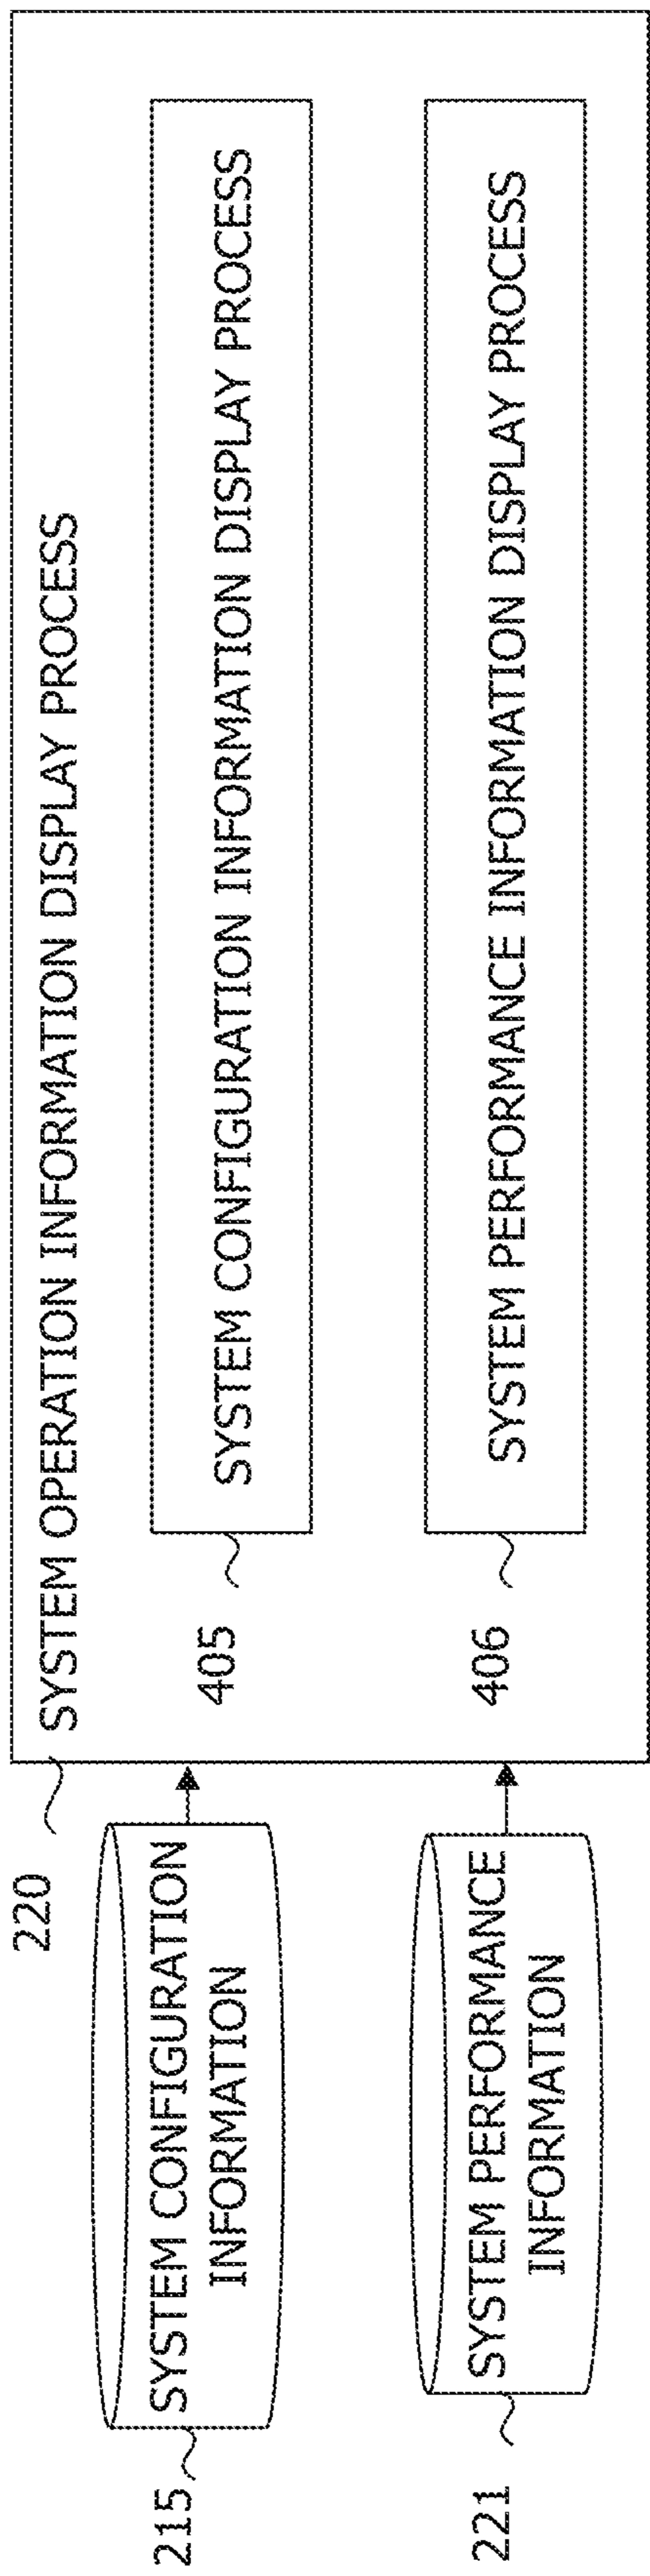 220
SYSTEM OPERATION INFORMATION DISPLAY PROCESS
215
SYSTEM CONFIGURATION
INFORMATION
405
SYSTEM CONFIGURATION INFORMATION DISPLAY PROCESS
221
SYSTEM PERFORMANCE
INFORMATION
406
SYSTEM PERFORMANCE INFORMATION DISPLAY PROCESS